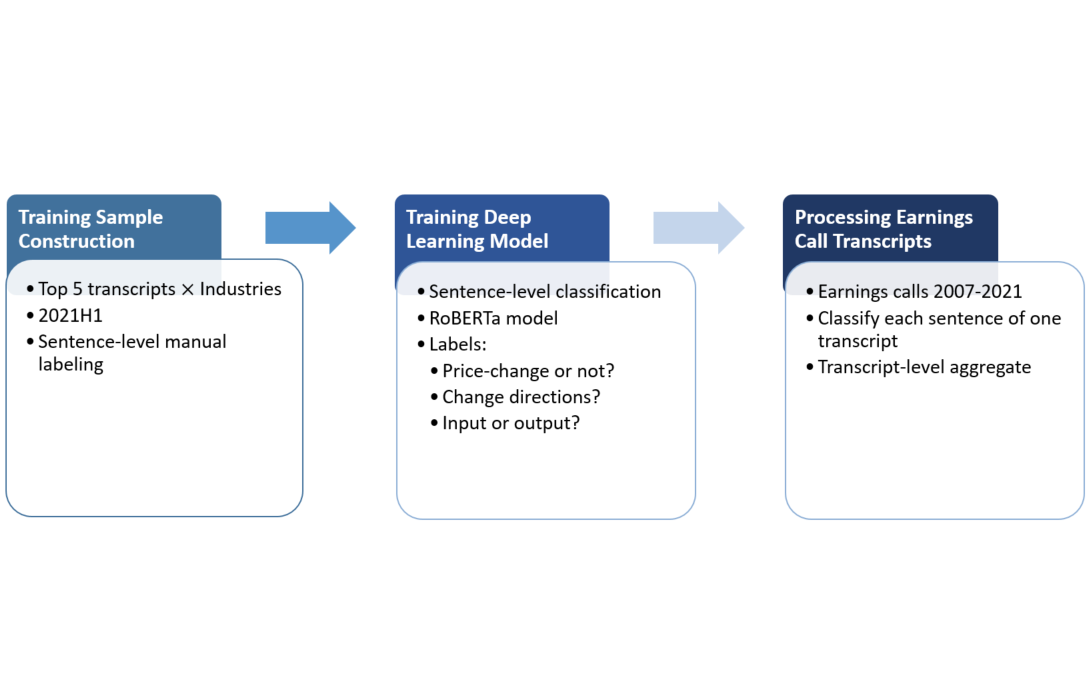 Training Sample
Construction
• Top 5 transcripts × Industries
• 2021H1
• Sentence-level manual
labeling
Training Deep
Learning Model
• Sentence-level classification
• RoBERTa model
• Labels:
• Price-change or not?
• Change directions?
• Input or output?
Processing Earnings
Call Transcripts
• Earnings calls 2007-2021
• Classify each sentence of one
transcript
• Transcript-level aggregate